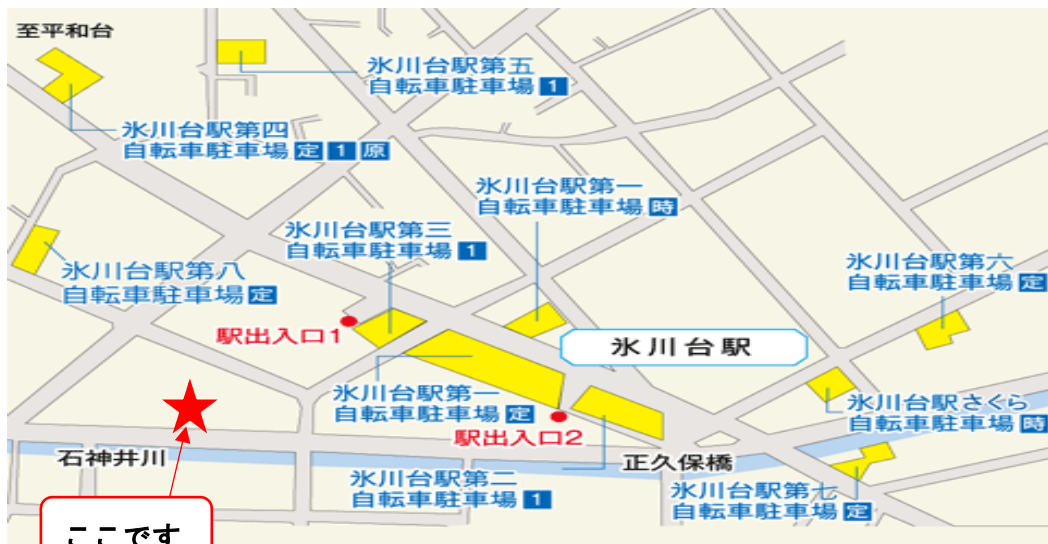 至平和台
氷川台駅第五
自転車駐車場 1
氷川台駅第四
自転車駐車場 定 1 原
氷川台駅第一
自転車駐車場 時
氷川台駅第三
自転車駐車場 1
氷川台駅第八
自転車駐車場 定
氷川台駅第六
自転車駐車場 定
駅出入口1
氷川台駅
氷川台駅第一
自転車駐車場 定
氷川台駅さくら
自転車駐車場 時
駅出入口2
石神井川
正久保橋
氷川台駅第二
自転車駐車場 1
氷川台駅第七
自転車駐車場 定
ここです